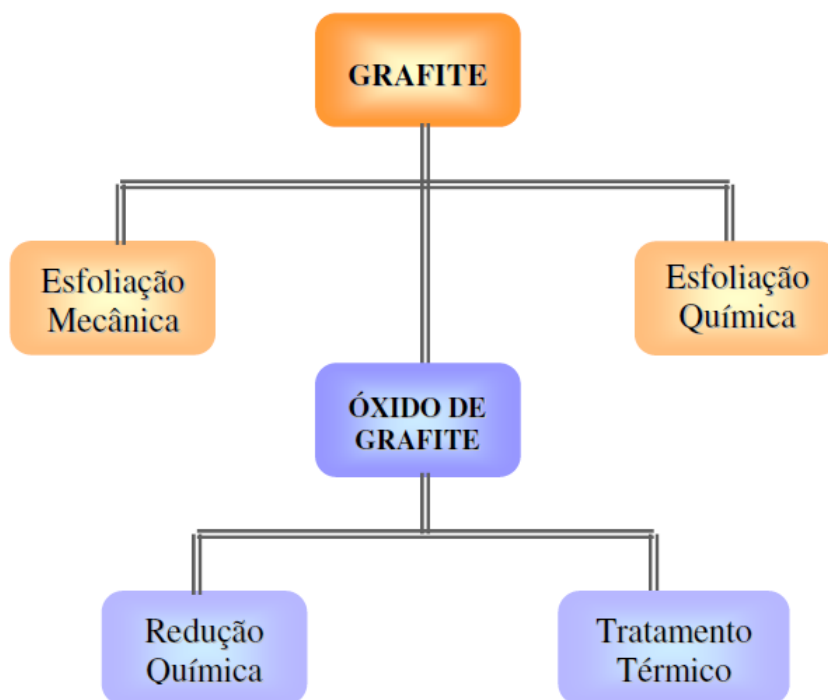 GRAFITE
Esfoliação
Mecânica
Esfoliação
Química
ÓXIDO DE
GRAFITE
Redução
Química
Tratamento
Térmico